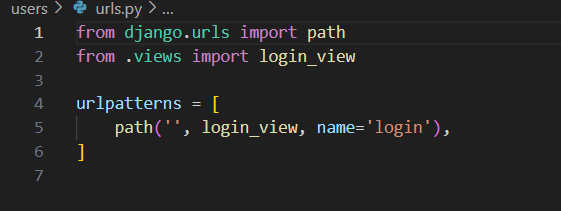 users > urls.py > ...
1 from django.urls import path
2 from .views import login_view
3
4 urlpatterns = [
5     path('', login_view, name='login'),
6 ]
7